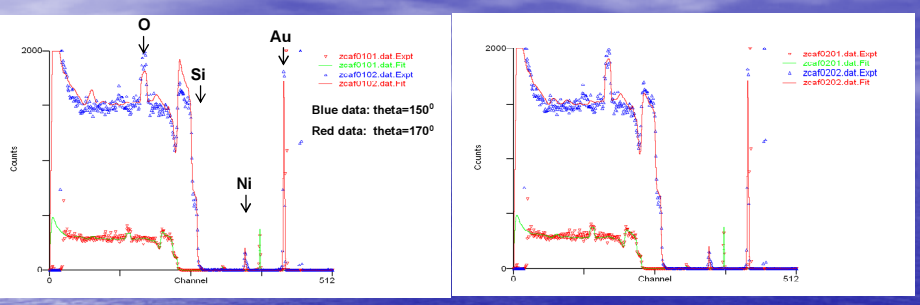 O
Au
2000
zcaf0101.dat.Expt
zcaf0101.dat.Fit
zcaf0102.dat.Expt
zcaf0102.dat.Fit
Si
Blue data: theta=150⁰
Red data: theta=170⁰
Counts
Ni
0
0
Channel
512
2000
zcaf0201.dat.Expt
zcaf0201.dat.Fit
zcaf0202.dat.Expt
zcaf0202.dat.Fit
Counts
0
0
Channel
512